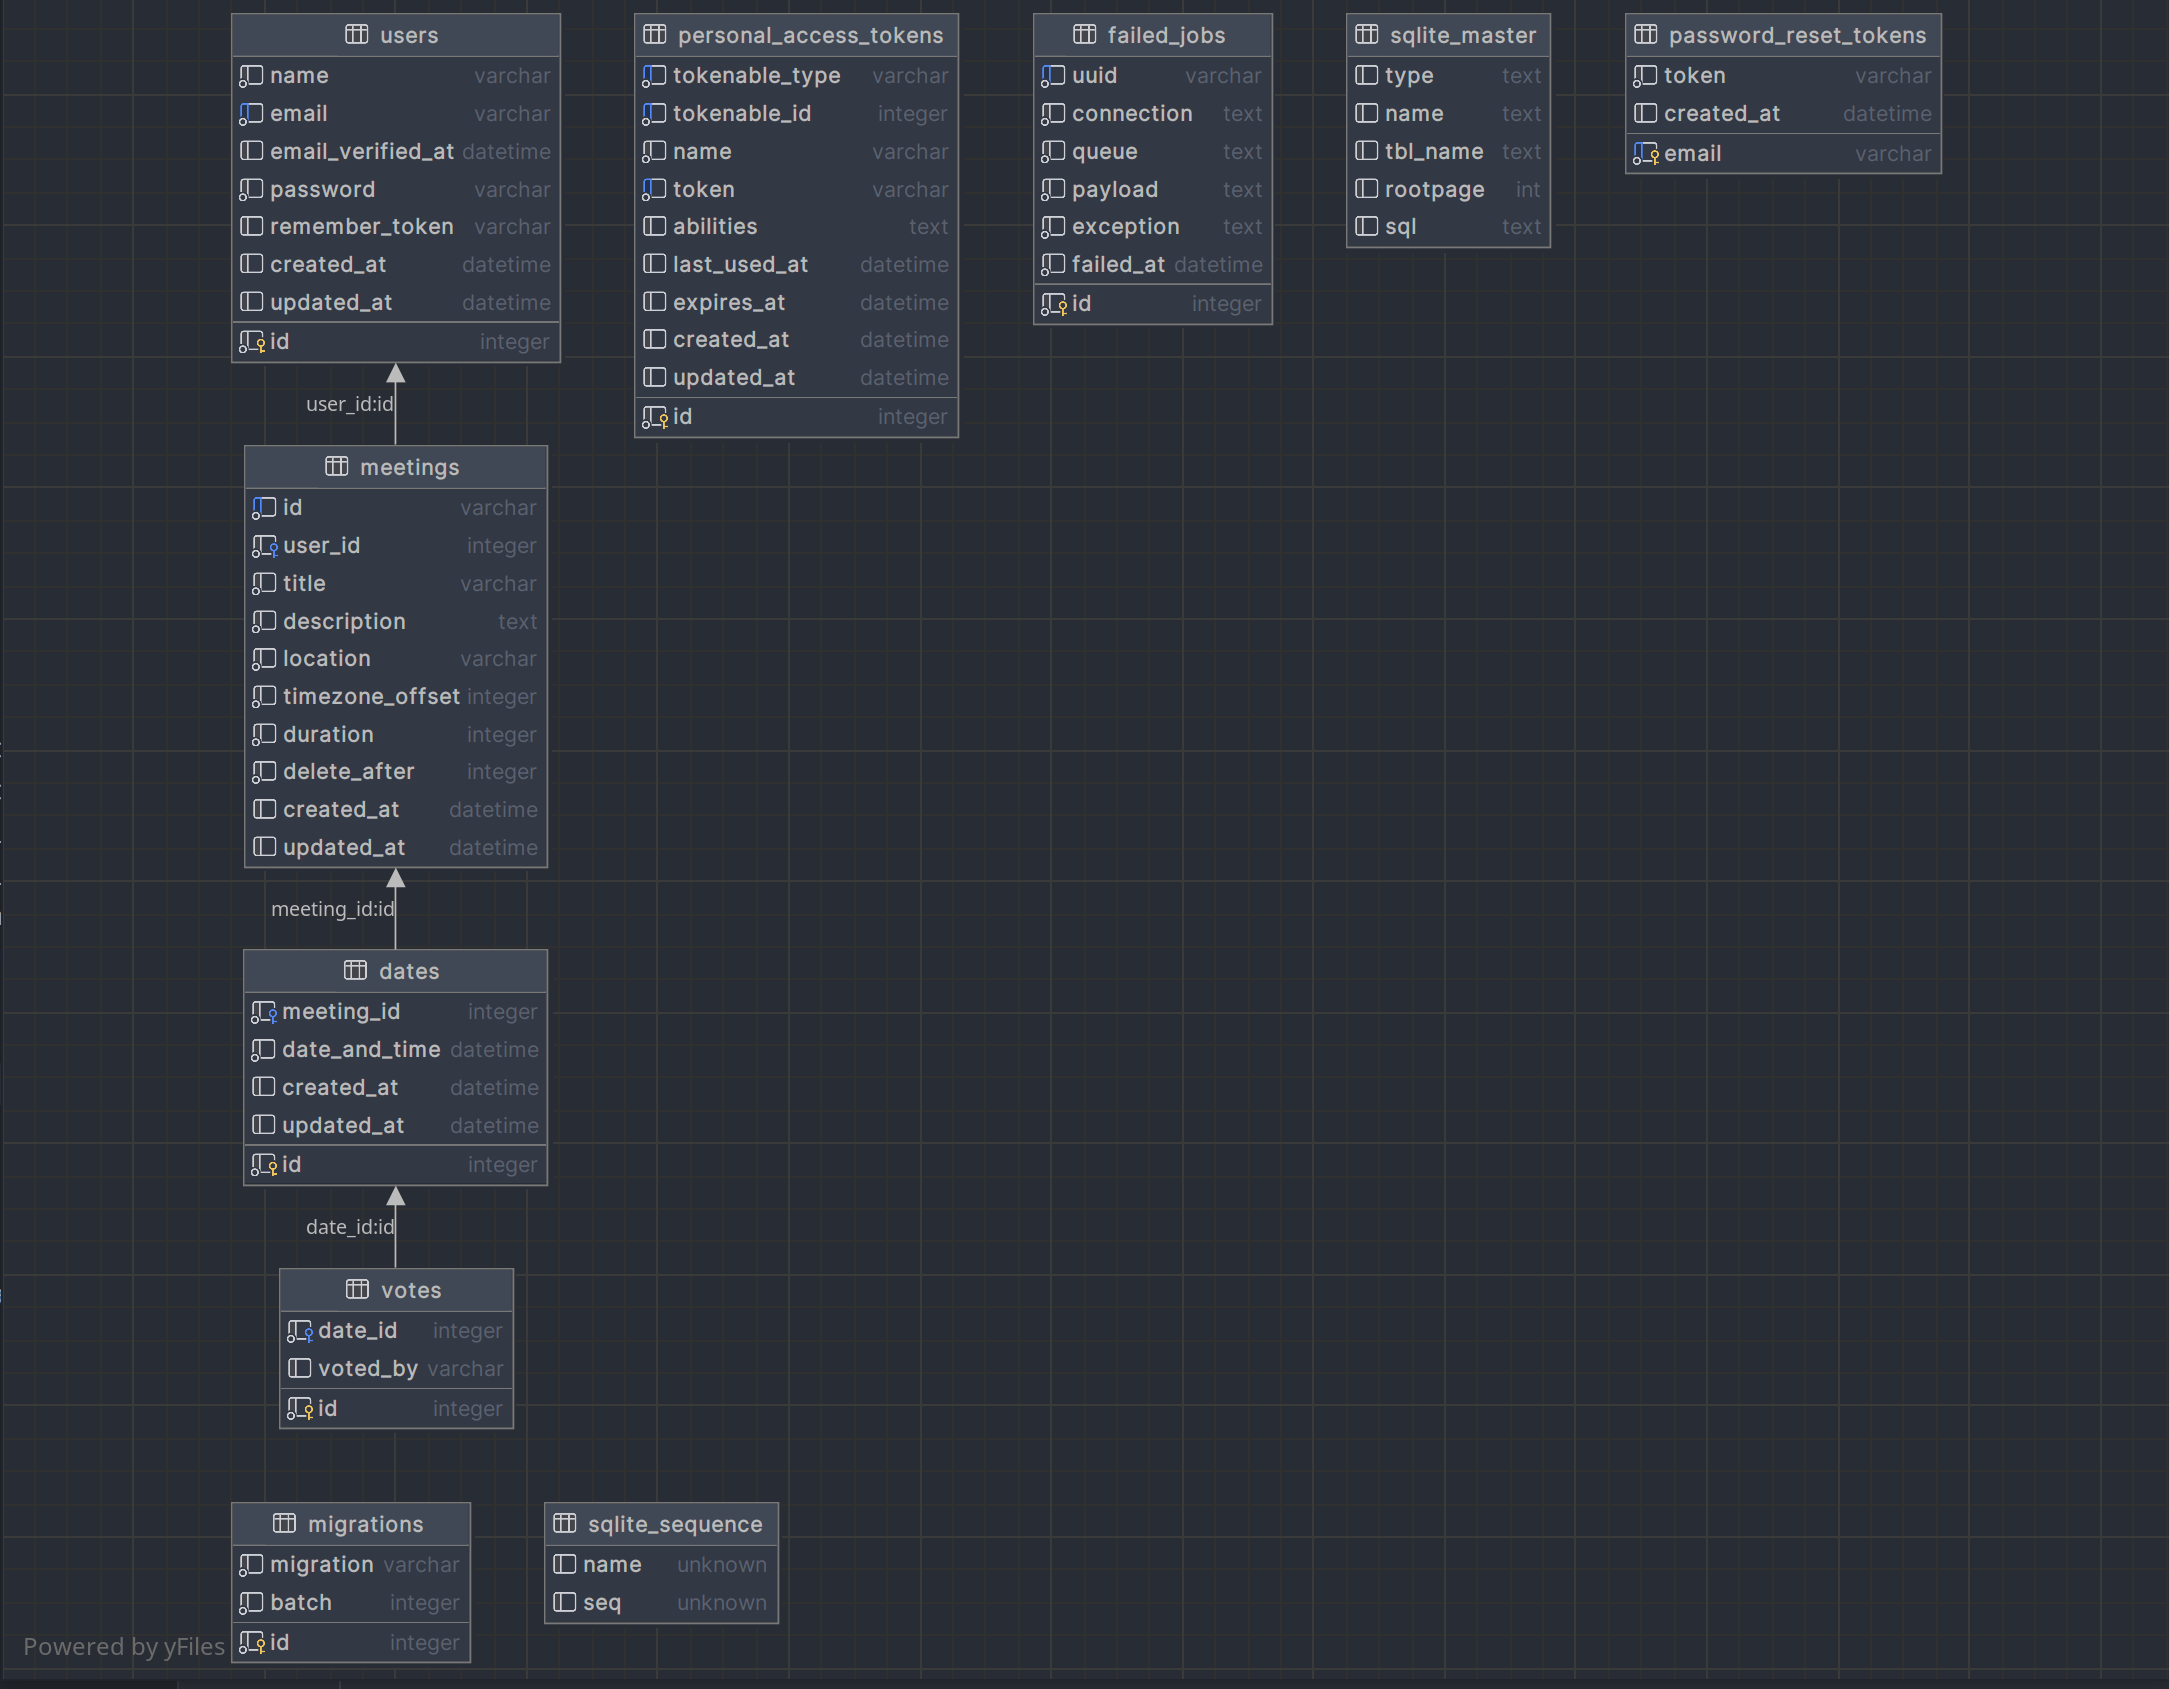 users
name varchar
email varchar
email_verified_at datetime
password varchar
remember_token varchar
created_at datetime
updated_at datetime
id integer
personal_access_tokens
tokenable_type varchar
tokenable_id integer
name varchar
token varchar
abilities text
last_used_at datetime
expires_at datetime
created_at datetime
updated_at datetime
id integer
failed_jobs
uuid varchar
connection text
queue text
payload text
exception text
failed_at datetime
id integer
sqlite_master
type text
name text
tbl_name text
rootpage int
sql text
password_reset_tokens
token varchar
created_at datetime
email varchar
user_id:id
meetings
id varchar
user_id integer
title varchar
description text
location varchar
timezone_offset integer
duration integer
delete_after integer
created_at datetime
updated_at datetime
meeting_id:id
dates
meeting_id integer
date_and_time datetime
created_at datetime
updated_at datetime
id integer
date_id:id
votes
date_id integer
voted_by varchar
id integer
migrations
migration varchar
batch integer
id integer
sqlite_sequence
name unknown
seq unknown
Powered by yFiles